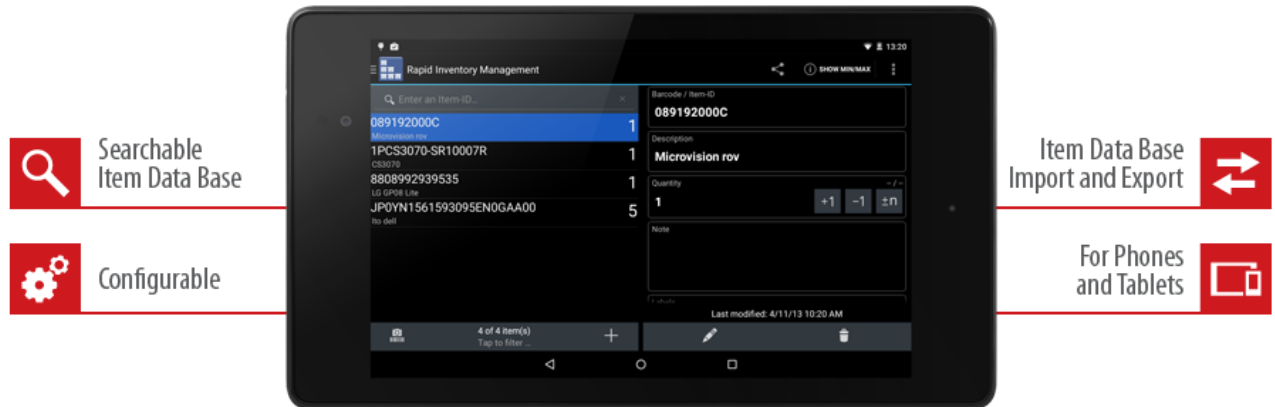 Searchable
Item Data Base
Configurable
13:20
Rapid Inventory Management
SHOW MIN/MAX
Enter an Item-ID...
089192000C
1
Microvision rov
1PCS3070-SR10007R
1
CS3070
8808992939535
1
LG GP08 Lite
JP0YN1561593095EN0GAA00
5
Ito dell
4 of 4 item(s)
Tap to filter ...
Barcode / Item-ID
089192000C
Description
Microvision rov
Quantity
- / -
1
+1 -1 ±n
Note
Labels
Last modified: 4/11/13 10:20 AM
Item Data Base
Import and Export
For Phones
and Tablets